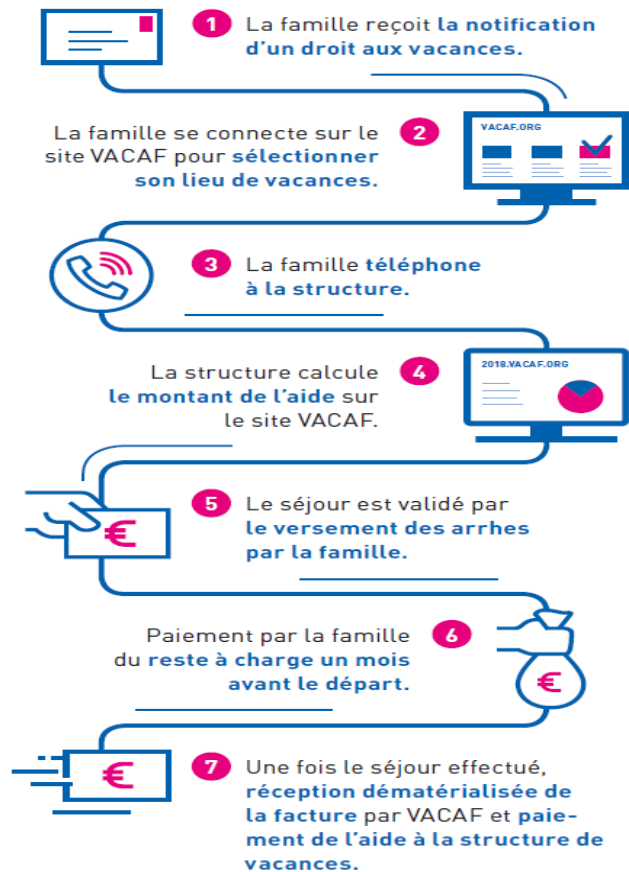 1 La famille reçoit la notification
d'un droit aux vacances.
La famille se connecte sur le 2
site VACAF pour sélectionner
son lieu de vacances.
VACAF.ORG
3 La famille téléphone
à la structure.
La structure calcule 4
le montant de l'aide sur
le site VACAF.
2018.VACAF.ORG
5 Le séjour est validé par
le versement des arrhes
par la famille.
€
Paiement par la famille 6
du reste à charge un mois
avant le départ.
€
7 Une fois le séjour effectué,
réception dématérialisée de
la facture par VACAF et paie-
ment de l'aide à la structure de
vacances.
€